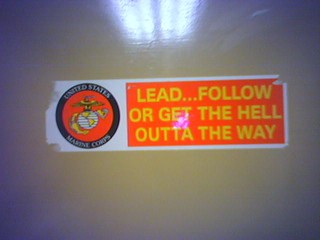 UNITED STATES
MARINE CORPS
LEAD...FOLLOW
OR GET THE HELL
OUTTA THE WAY